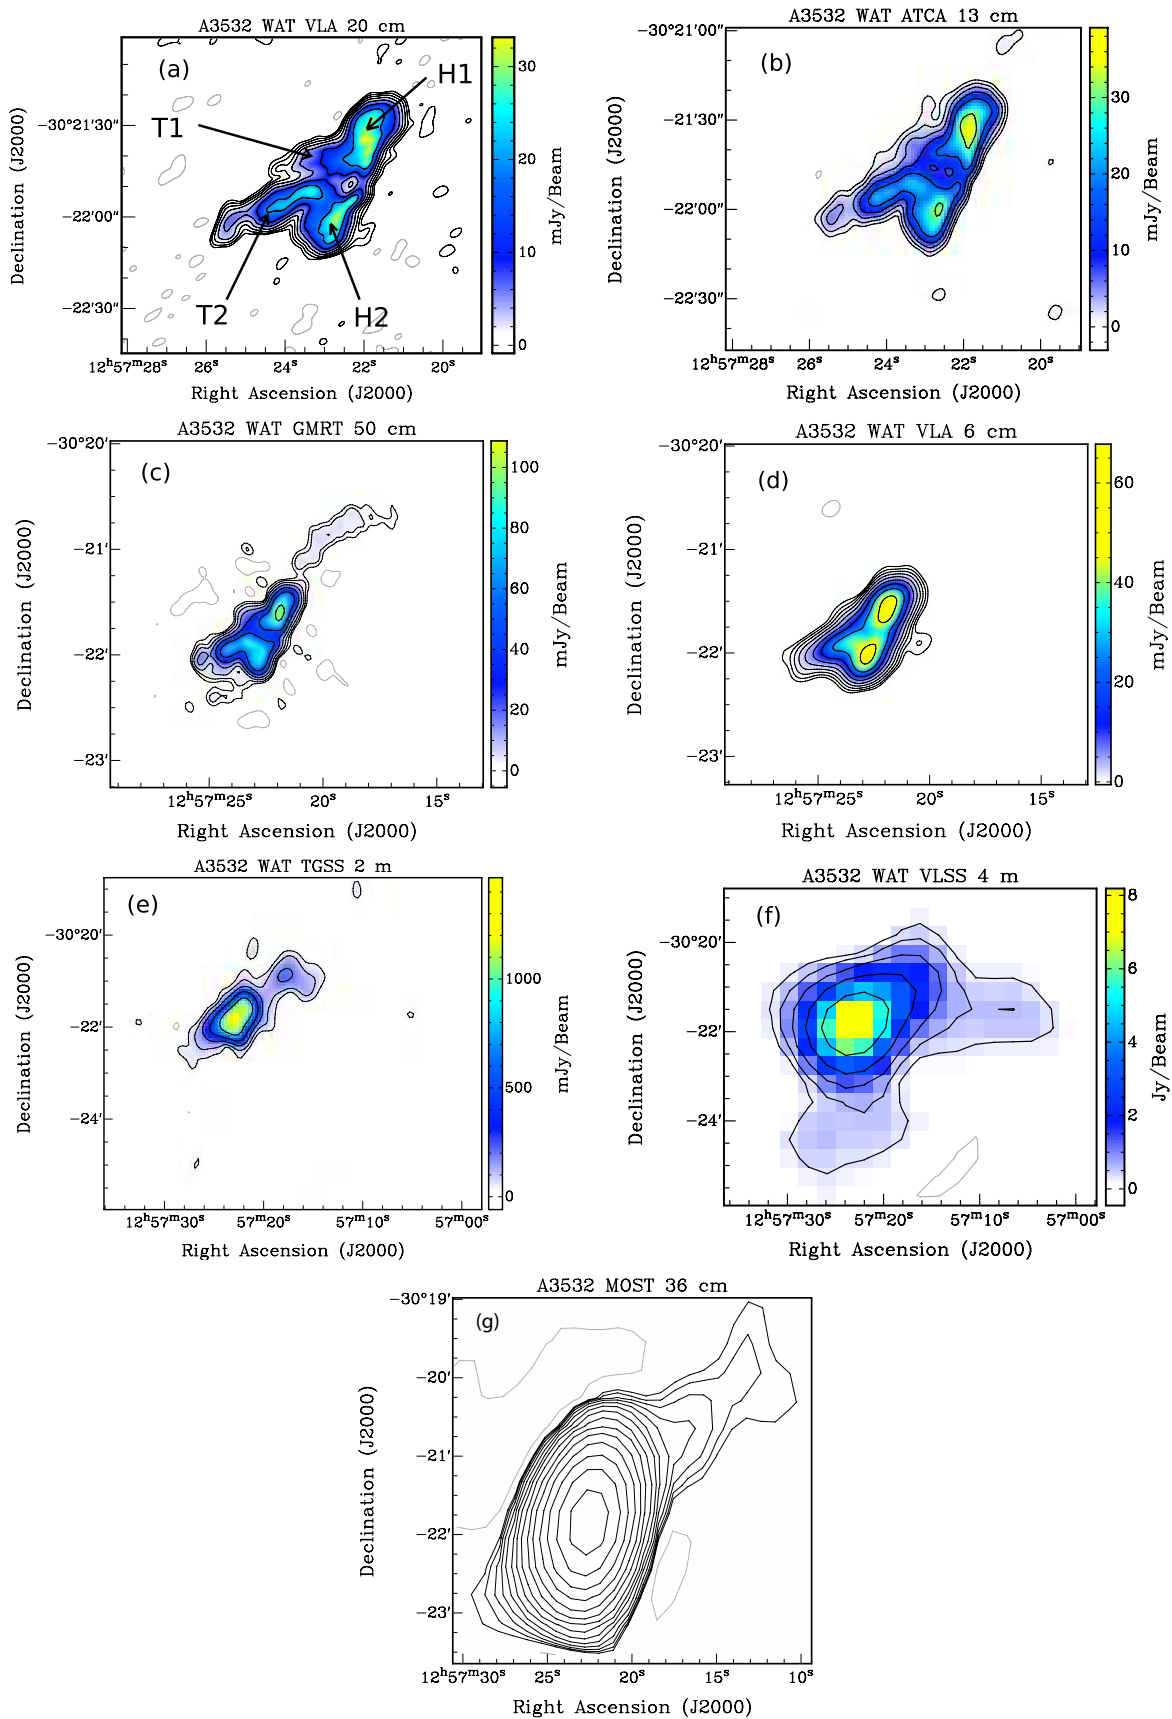 A3532 WAT VLA 20 cm
(a)
H1
T1
T2
H2
−30°21′30″
−22′00″
−22′30″
Declination (J2000)
12ʰ57ᵐ28ˢ 26ˢ 24ˢ 22ˢ 20ˢ
Right Ascension (J2000)
30
20
10
0
mJy/Beam
A3532 WAT ATCA 13 cm
(b)
−30°21′00″
−21′30″
−22′00″
−22′30″
Declination (J2000)
12ʰ57ᵐ26ˢ 24ˢ 22ˢ 20ˢ
Right Ascension (J2000)
30
20
10
0
mJy/Beam
A3532 WAT GMRT 50 cm
(c)
−30°20′
−21′
−22′
−23′
Declination (J2000)
12ʰ57ᵐ25ˢ 20ˢ 15ˢ
Right Ascension (J2000)
100
80
60
40
20
0
mJy/Beam
A3532 WAT VLA 6 cm
(d)
−30°20′
−21′
−22′
−23′
Declination (J2000)
12ʰ57ᵐ25ˢ 20ˢ 15ˢ
Right Ascension (J2000)
60
40
20
0
mJy/Beam
A3532 WAT TGSS 2 m
(e)
−30°20′
−22′
−24′
Declination (J2000)
12ʰ57ᵐ30ˢ 57ᵐ20ˢ 57ᵐ10ˢ 57ᵐ00ˢ
Right Ascension (J2000)
1000
500
0
mJy/Beam
A3532 WAT VLSS 4 m
(f)
−30°20′
−22′
−24′
Declination (J2000)
12ʰ57ᵐ30ˢ 57ᵐ20ˢ 57ᵐ10ˢ 57ᵐ00ˢ
Right Ascension (J2000)
8
6
4
2
0
Jy/Beam
A3532 MOST 36 cm
(g)
−30°19′
−20′
−21′
−22′
−23′
Declination (J2000)
12ʰ57ᵐ30ˢ 25ˢ 20ˢ 15ˢ 10ˢ
Right Ascension (J2000)